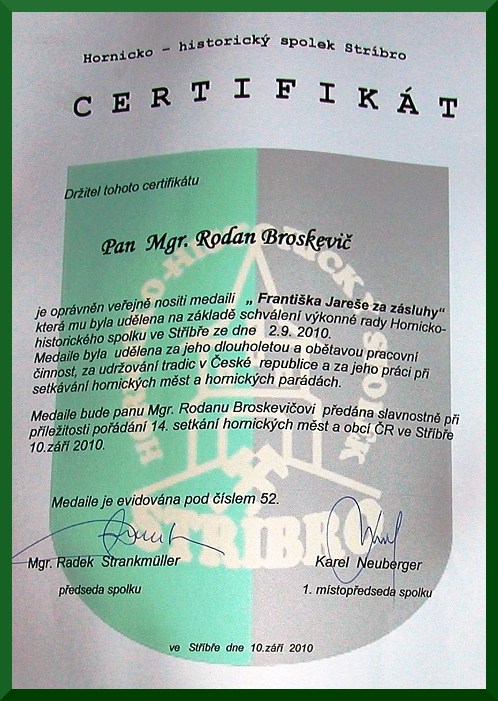 Hornicko – historický spolek Stríbro
CERTIFIKÁT
Držitel tohoto certifikátu
Pan Mgr. Rodan Broskevič
je oprávněn veřejně nositi medaili „ Františka Jareše za zásluhy“
která mu byla udělena na základě schválení výkonné rady Hornicko-
historického spolku ve Stříbře ze dne 2.9. 2010.
Medaile byla udělena za jeho dlouholetou a obětavou pracovní
činnost, za udržování tradic v České republice a za jeho práci při
setkávání hornických měst a hornických parádách.
Medaile bude panu Mgr. Rodanu Broskevičovi předána slavnostně při
příležitosti pořádání 14. setkání hornických měst a obcí ČR ve Stříbře
10.září 2010.
Medaile je evidována pod číslem 52.
Mgr. Radek Strankmüller Karel Neuberger
předseda spolku 1. místopředseda spolku
ve Stříbře dne 10.září 2010
HORNICKO-HISTORICKÝ SPOLEK
STŘÍBRO